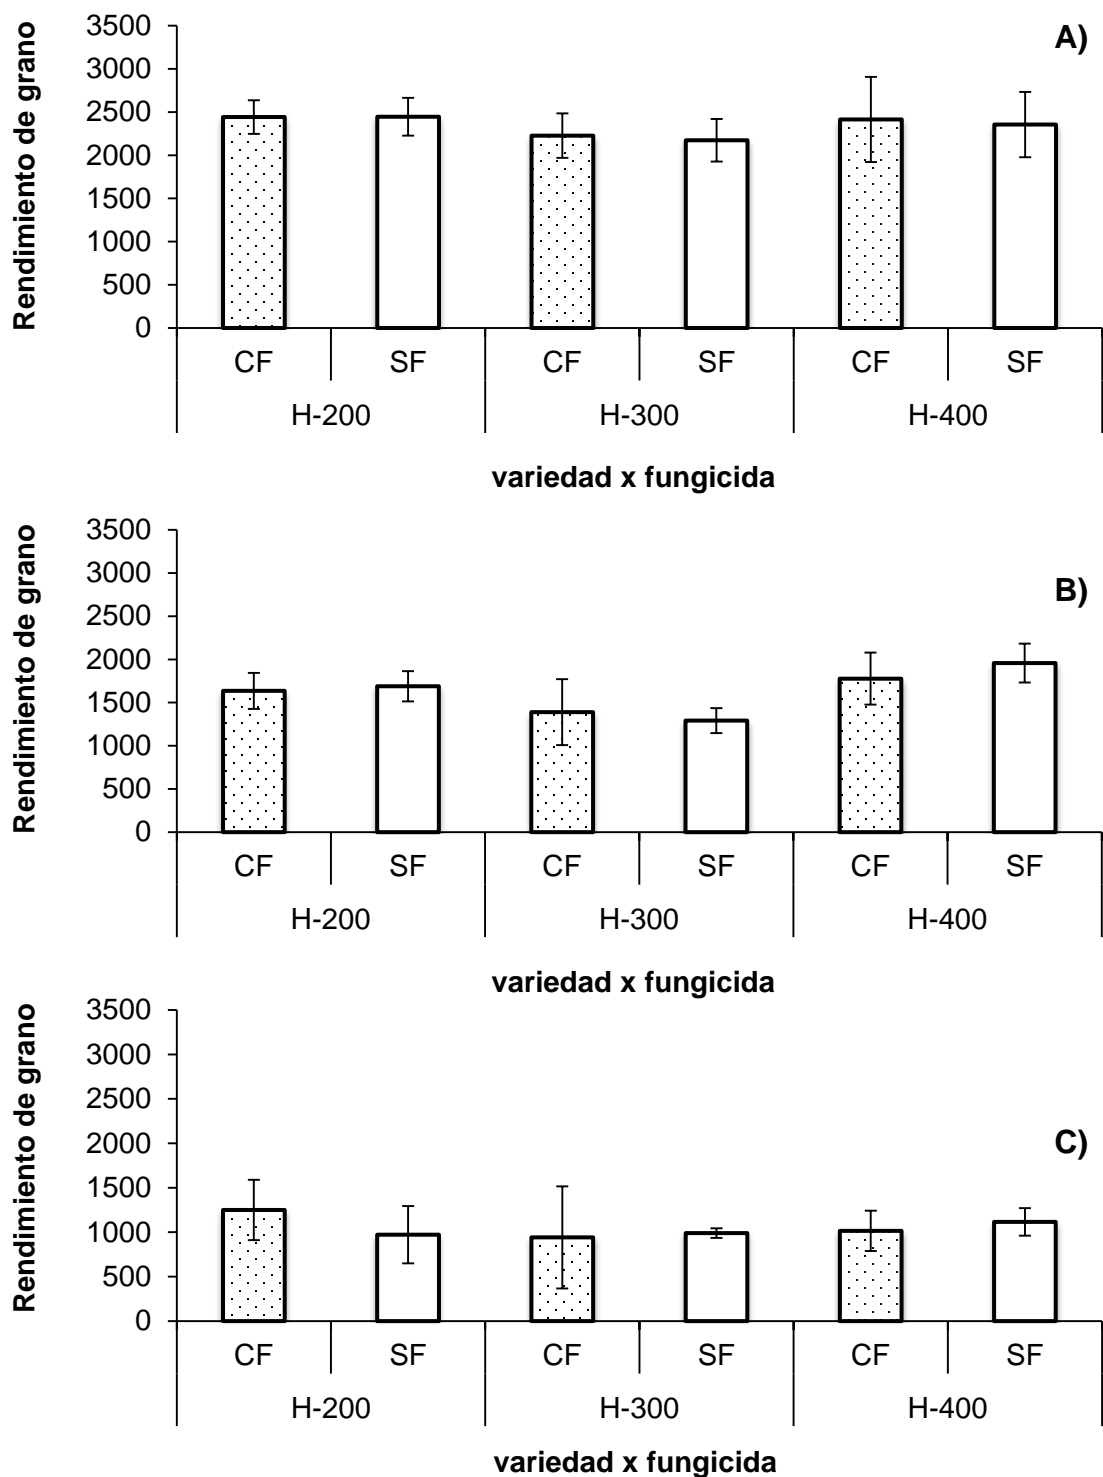 A)
Rendimiento de grano
3500
3000
2500
2000
1500
1000
500
0
CF SF CF SF CF SF
H-200 H-300 H-400
variedad x fungicida
B)
Rendimiento de grano
3500
3000
2500
2000
1500
1000
500
0
CF SF CF SF CF SF
H-200 H-300 H-400
variedad x fungicida
C)
Rendimiento de grano
3500
3000
2500
2000
1500
1000
500
0
CF SF CF SF CF SF
H-200 H-300 H-400
variedad x fungicida